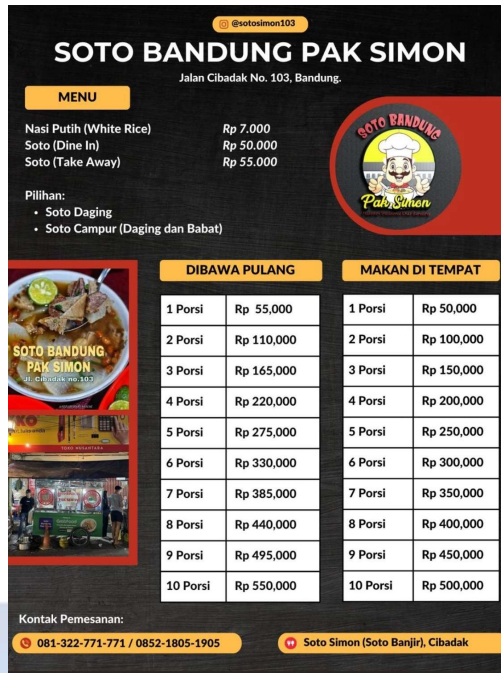 @sotosimon103
SOTO BANDUNG PAK SIMON
Jalan Cibadak No. 103, Bandung.
MENU
Nasi Putih (White Rice) Rp 7.000
Soto (Dine In) Rp 50.000
Soto (Take Away) Rp 55.000
Pilihan:
• Soto Daging
• Soto Campur (Daging dan Babat)
SOTO BANDUNG
Pak Simon
SOTO BANDUNG
PAK SIMON
Jl. Cibadak no.103
TOKO NUSANTARA
DIBAWA PULANG
1 Porsi Rp 55,000
2 Porsi Rp 110,000
3 Porsi Rp 165,000
4 Porsi Rp 220,000
5 Porsi Rp 275,000
6 Porsi Rp 330,000
7 Porsi Rp 385,000
8 Porsi Rp 440,000
9 Porsi Rp 495,000
10 Porsi Rp 550,000
MAKAN DI TEMPAT
1 Porsi Rp 50,000
2 Porsi Rp 100,000
3 Porsi Rp 150,000
4 Porsi Rp 200,000
5 Porsi Rp 250,000
6 Porsi Rp 300,000
7 Porsi Rp 350,000
8 Porsi Rp 400,000
9 Porsi Rp 450,000
10 Porsi Rp 500,000
Kontak Pemesanan:
081-322-771-771 / 0852-1805-1905
Soto Simon (Soto Banjir), Cibadak